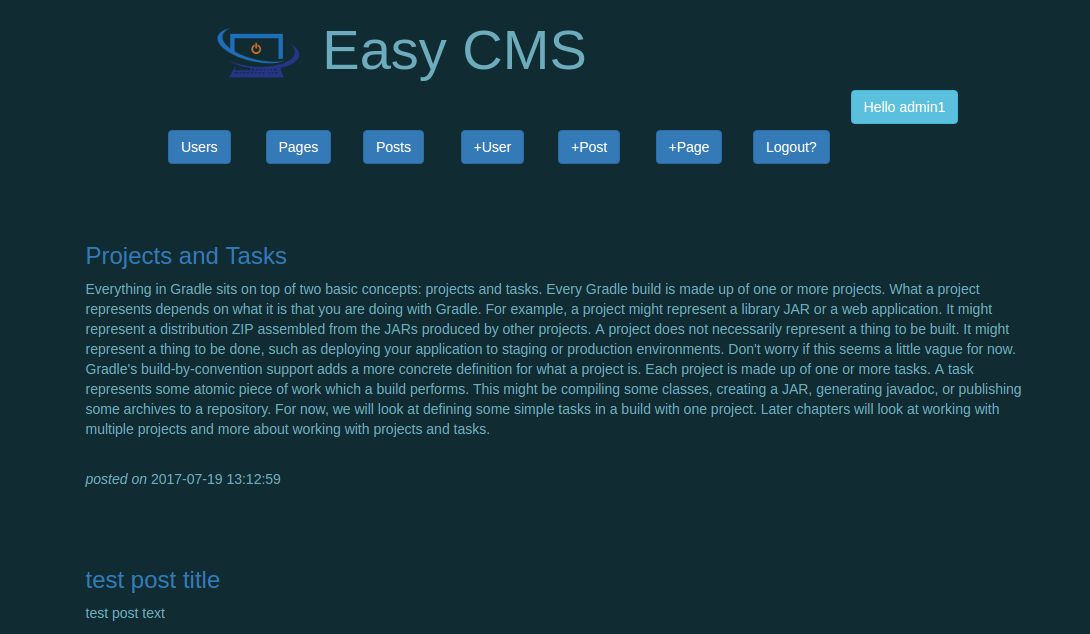 Easy CMS
Hello admin1
Users Pages Posts +User +Post +Page Logout?
Projects and Tasks
Everything in Gradle sits on top of two basic concepts: projects and tasks. Every Gradle build is made up of one or more projects. What a project
represents depends on what it is that you are doing with Gradle. For example, a project might represent a library JAR or a web application. It might
represent a distribution ZIP assembled from the JARs produced by other projects. A project does not necessarily represent a thing to be built. It might
represent a thing to be done, such as deploying your application to staging or production environments. Don't worry if this seems a little vague for now.
Gradle's build-by-convention support adds a more concrete definition for what a project is. Each project is made up of one or more tasks. A task
represents some atomic piece of work which a build performs. This might be compiling some classes, creating a JAR, generating javadoc, or publishing
some archives to a repository. For now, we will look at defining some simple tasks in a build with one project. Later chapters will look at working with
multiple projects and more about working with projects and tasks.
posted on 2017-07-19 13:12:59
test post title
test post text